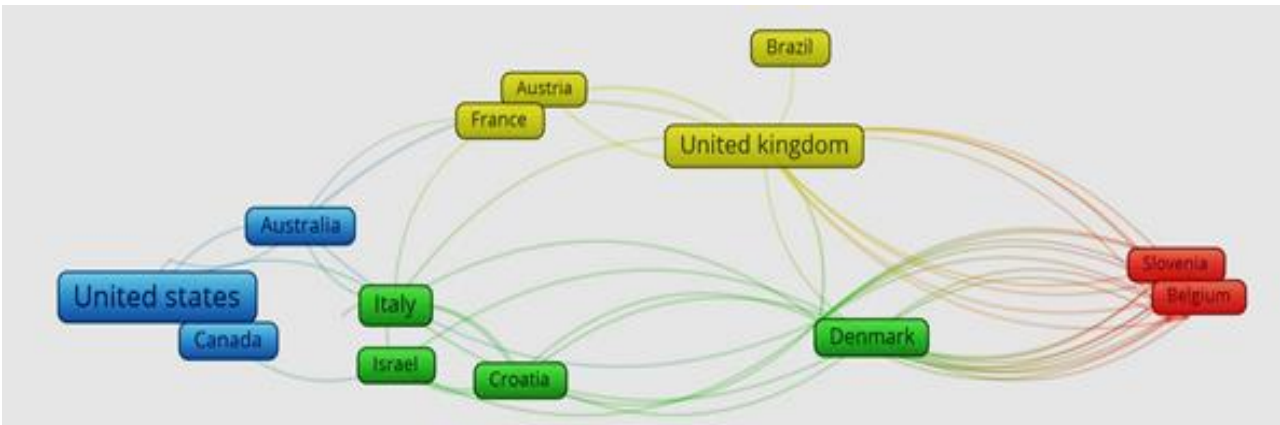 Brazil
Austria
France
United kingdom
Australia
Slovenia
United states
Belgium
Italy
Canada
Denmark
Israel
Croatia